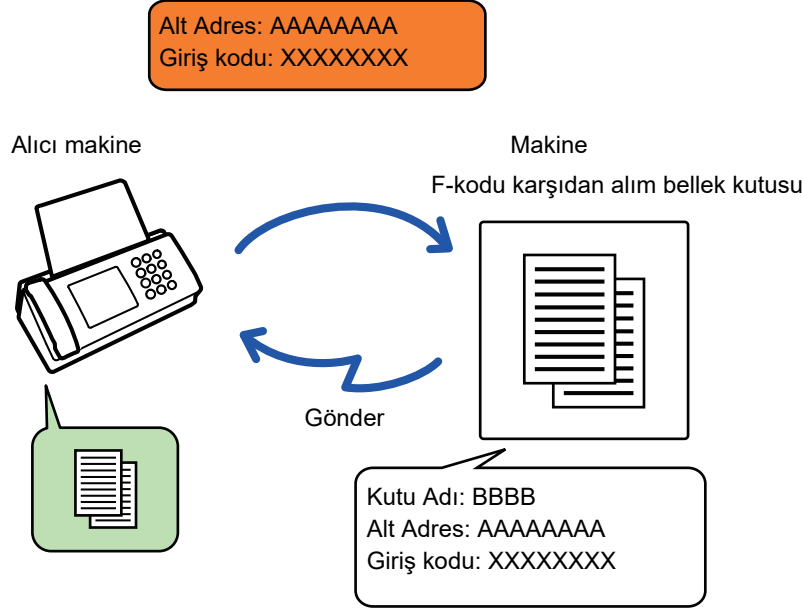 Alt Adres: AAAAAAAA
Giriş kodu: XXXXXXXX
Alıcı makine
Makine
F-kodu karşıdan alım bellek kutusu
Gönder
Kutu Adı: BBBB
Alt Adres: AAAAAAAA
Giriş kodu: XXXXXXXX